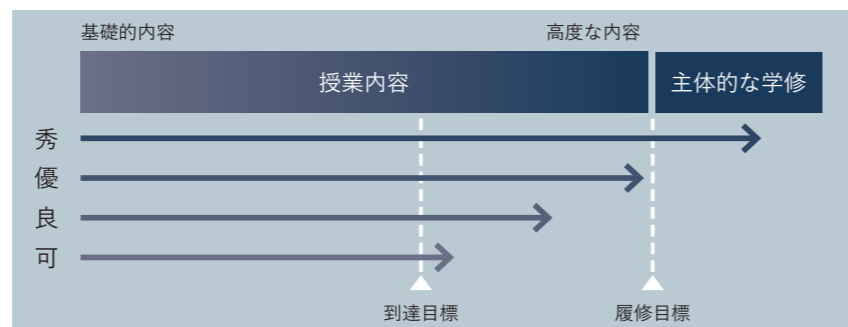 基礎的内容
高度な内容
授業内容
主体的な学修
秀
優
良
可
到達目標
履修目標